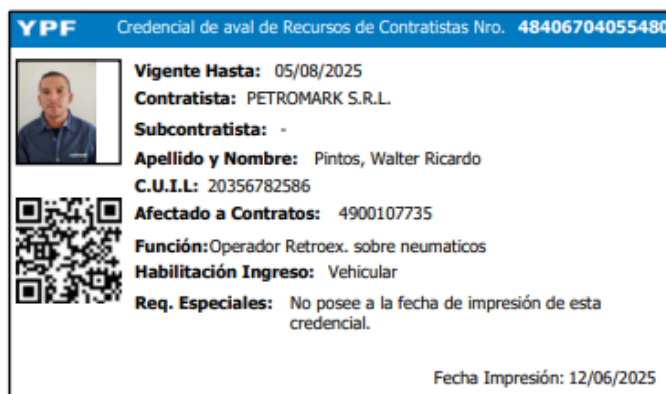 YPF Credencial de aval de Recursos de Contratistas Nro. 48406704055480
Vigente Hasta: 05/08/2025
Contratista: PETROMARK S.R.L.
Subcontratista: -
Apellido y Nombre: Pintos, Walter Ricardo
C.U.I.L: 20356782586
Afectado a Contratos: 4900107735
Función:Operador Retroex. sobre neumaticos
Habilitación Ingreso: Vehicular
Req. Especiales: No posee a la fecha de impresión de esta
credencial.
Fecha Impresión: 12/06/2025